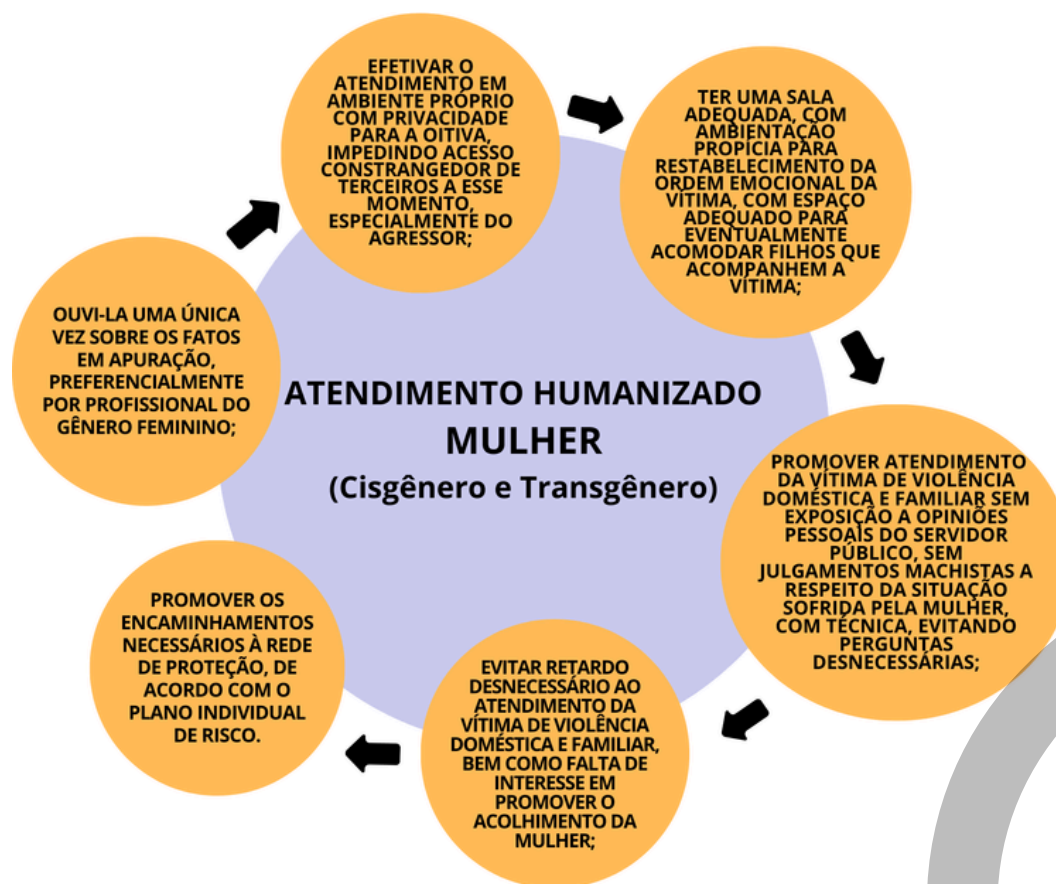 OUVI-LA UMA ÚNICA
VEZ SOBRE OS FATOS
EM APURAÇÃO,
PREFERENCIALMENTE
POR PROFISSIONAL DO
GÊNERO FEMININO;
EFETIVAR O
ATENDIMENTO EM
AMBIENTE PRÓPRIO
COM PRIVACIDADE
PARA A OITIVA,
IMPEDINDO ACESSO
CONSTRANGEDOR DE
TERCEIROS A ESSE
MOMENTO,
ESPECIALMENTE DO
AGRESSOR;
TER UMA SALA
ADEQUADA, COM
AMBIENTAÇÃO
PROPÍCIA PARA
RESTABELECIMENTO DA
ORDEM EMOCIONAL DA
VÍTIMA, COM ESPAÇO
ADEQUADO PARA
EVENTUALMENTE
ACOMODAR FILHOS QUE
ACOMPANHEM A
VÍTIMA;
PROMOVER ATENDIMENTO
DA VÍTIMA DE VIOLÊNCIA
DOMÉSTICA E FAMILIAR SEM
EXPOSIÇÃO A OPINIÕES
PESSOAIS DO SERVIDOR
PÚBLICO, SEM
JULGAMENTOS MACHISTAS A
RESPEITO DA SITUAÇÃO
SOFRIDA PELA MULHER,
COM TÉCNICA, EVITANDO
PERGUNTAS
DESNECESSÁRIAS;
EVITAR RETARDO
DESNECESSÁRIO AO
ATENDIMENTO DA
VÍTIMA DE VIOLÊNCIA
DOMÉSTICA E FAMILIAR,
BEM COMO FALTA DE
INTERESSE EM
PROMOVER O
ACOLHIMENTO DA
MULHER;
PROMOVER OS
ENCAMINHAMENTOS
NECESSÁRIOS À REDE
DE PROTEÇÃO, DE
ACORDO COM O
PLANO INDIVIDUAL
DE RISCO.
ATENDIMENTO HUMANIZADO
MULHER
(Cisgênero e Transgênero)